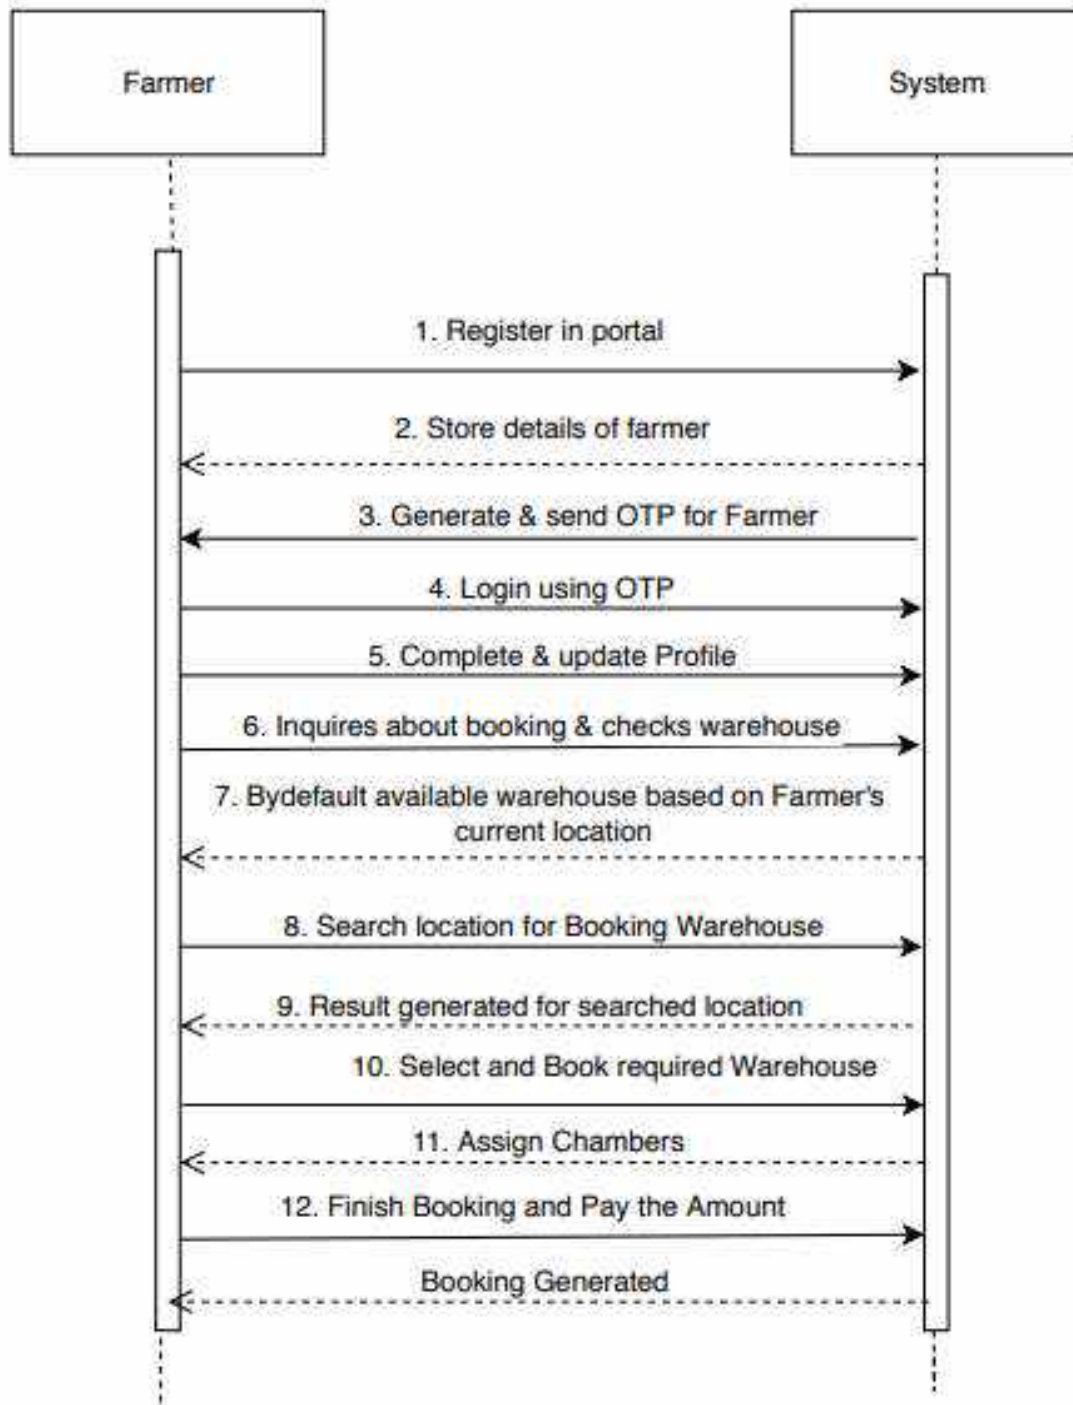 Farmer
System
1. Register in portal
2. Store details of farmer
3. Generate & send OTP for Farmer
4. Login using OTP
5. Complete & update Profile
6. Inquires about booking & checks warehouse
7. Bydefault available warehouse based on Farmer's
current location
8. Search location for Booking Warehouse
9. Result generated for searched location
10. Select and Book required Warehouse
11. Assign Chambers
12. Finish Booking and Pay the Amount
Booking Generated